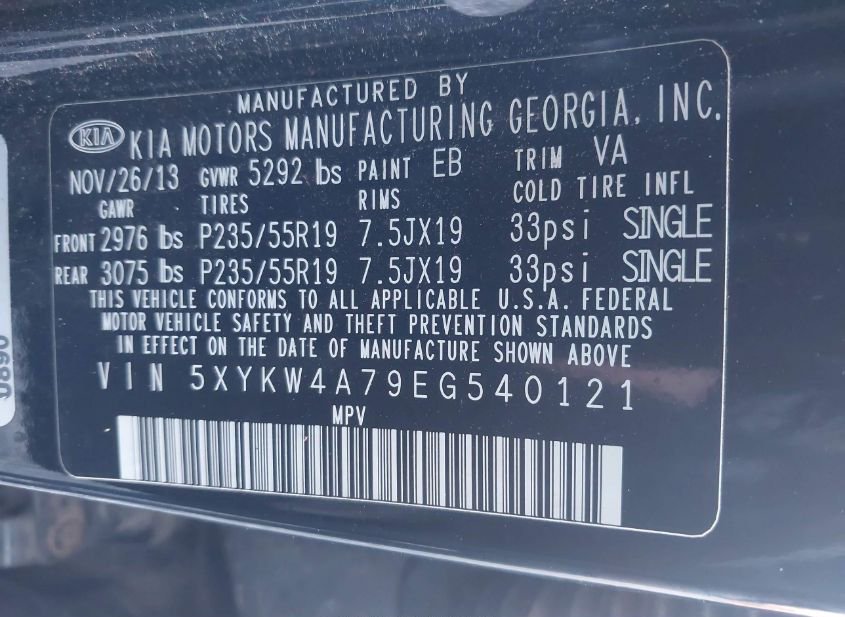 MANUFACTURED BY
KIA KIA MOTORS MANUFACTURING GEORGIA, INC.
NOV/26/13 GVWR 5292 lbs PAINT EB TRIM VA
GAWR TIRES RIMS COLD TIRE INFL
FRONT 2976 lbs P235/55R19 7.5JX19 33psi SINGLE
REAR 3075 lbs P235/55R19 7.5JX19 33psi SINGLE
THIS VEHICLE CONFORMS TO ALL APPLICABLE U.S.A. FEDERAL
MOTOR VEHICLE SAFETY AND THEFT PREVENTION STANDARDS
IN EFFECT ON THE DATE OF MANUFACTURE SHOWN ABOVE
VIN 5XYKW4A79EG540121
MPV